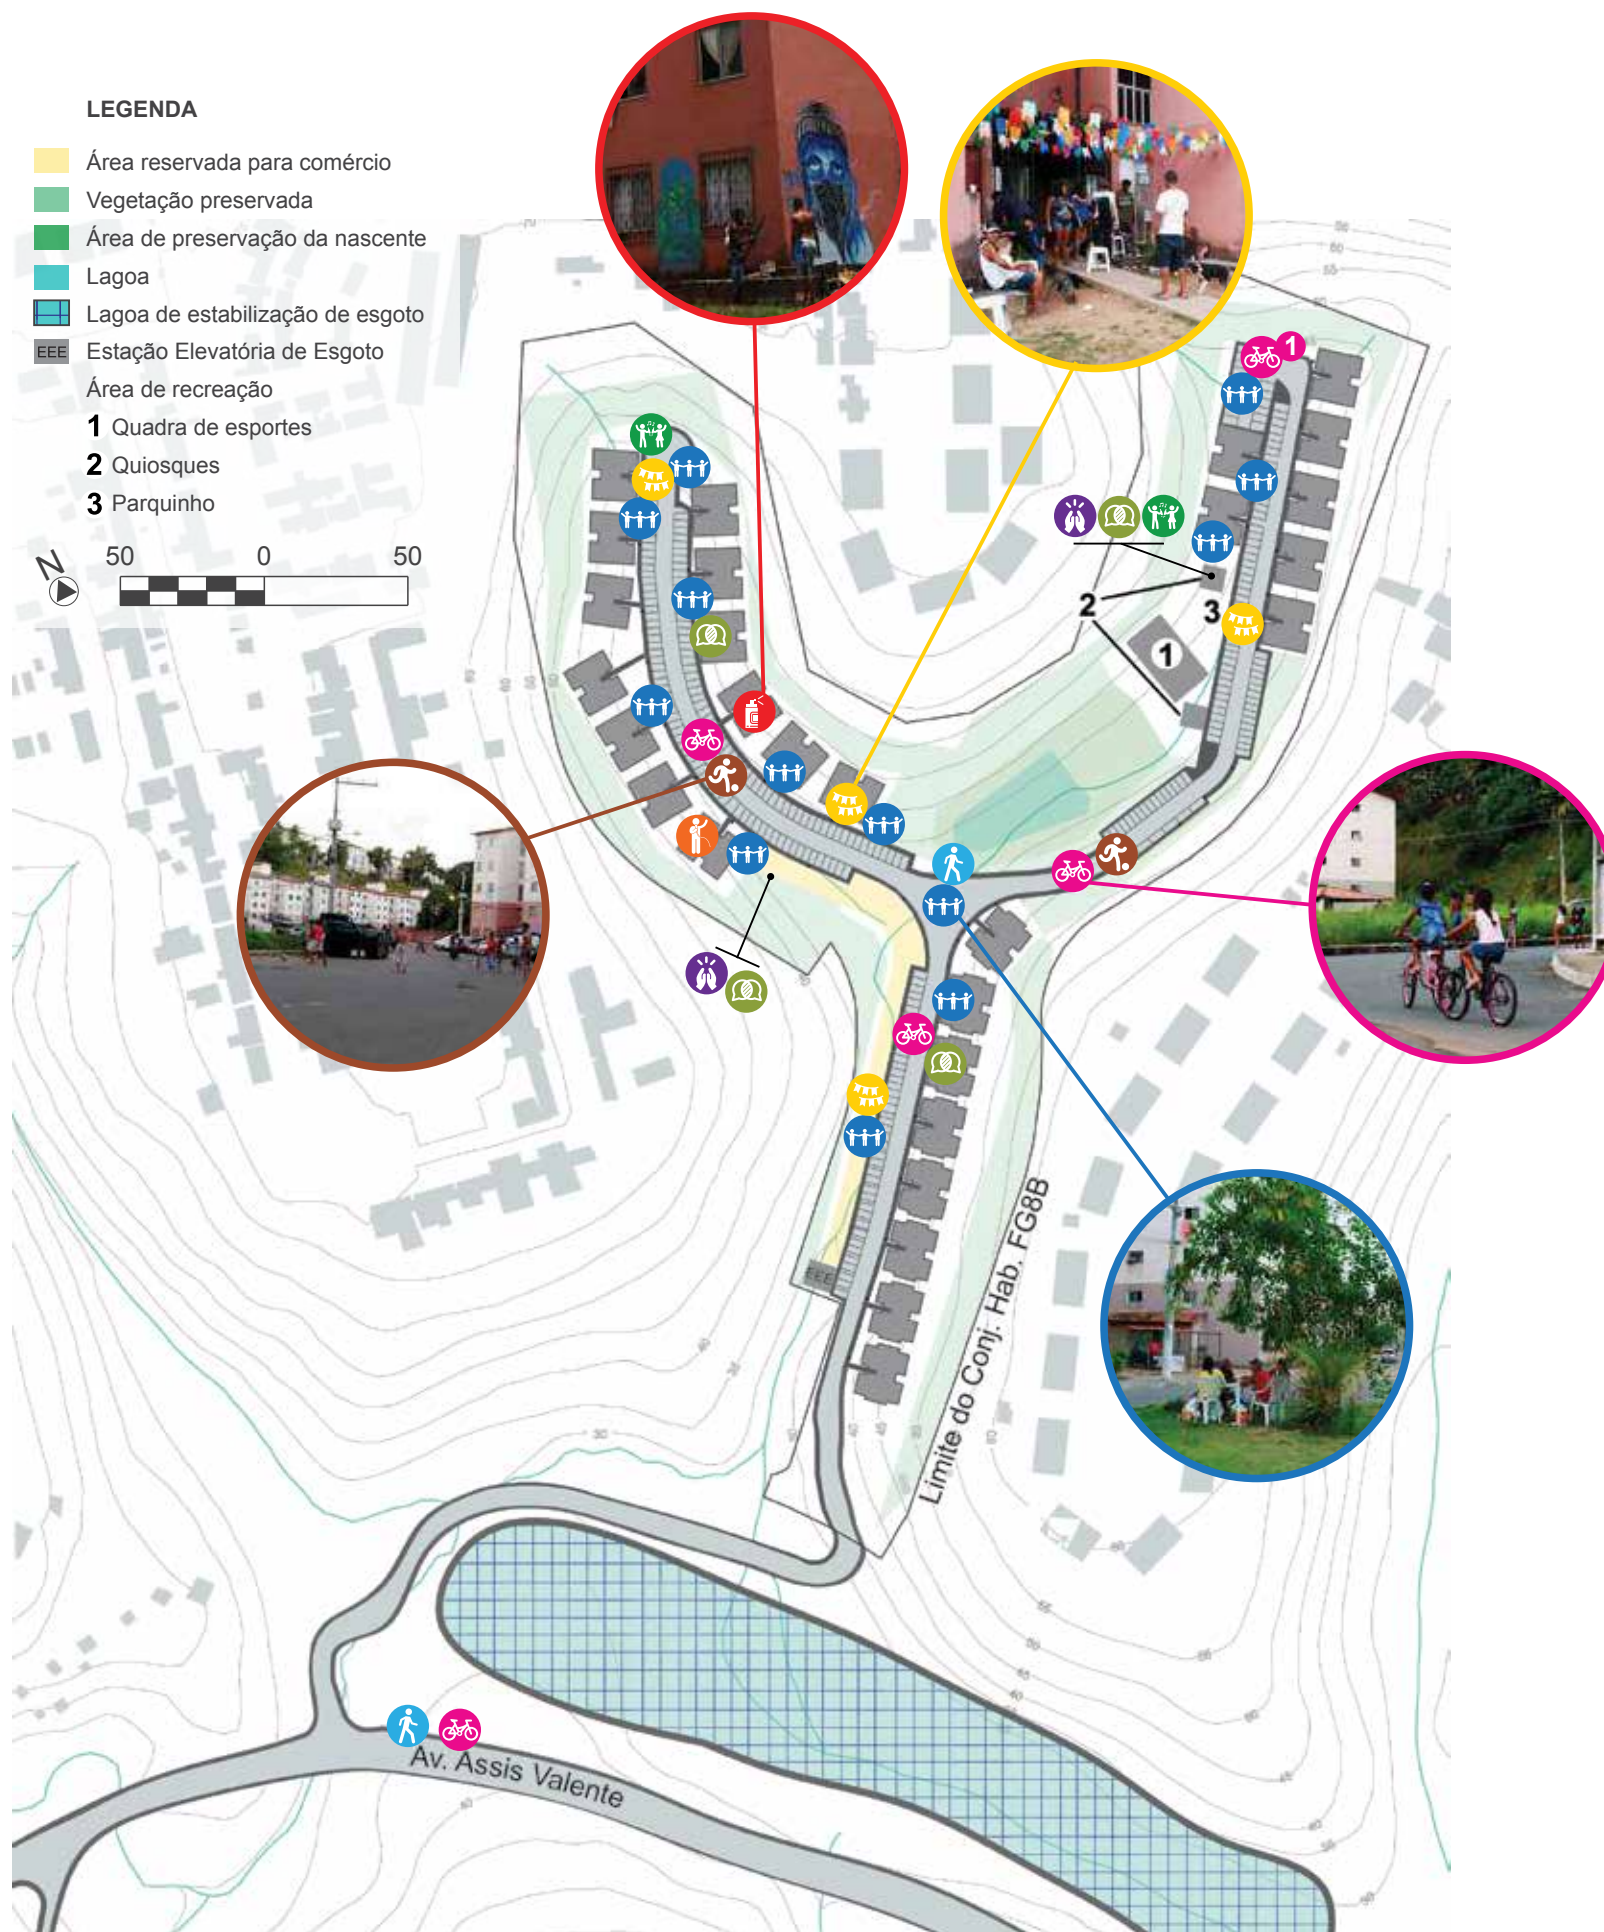 LEGENDA
Área reservada para comércio
Vegetação preservada
Área de preservação da nascente
Lagoa
Lagoa de estabilização de esgoto
EEE Estação Elevatória de Esgoto
Área de recreação
1 Quadra de esportes
2 Quiosques
3 Parquinho
N
50 0 50
1
2
3
1
EEE
Limite do Conj. Hab. FG8B
Av. Assis Valente